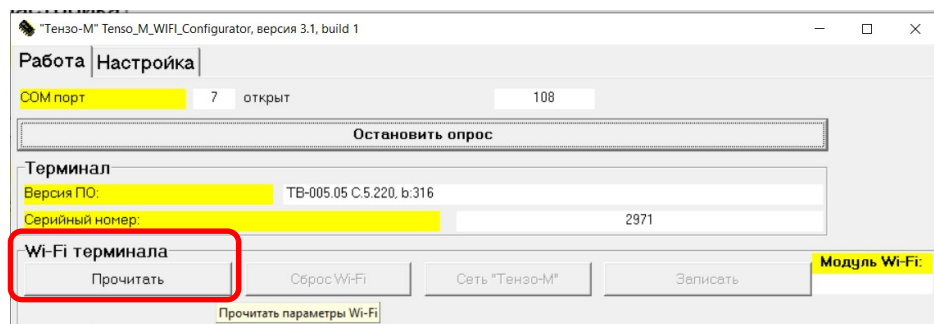 "Тензо-М" Tenso_M_WIFI_Configurator, версия 3.1, build 1
Работа Настройка
COM порт 7 открыт 108
Остановить опрос
Терминал
Версия ПО: ТВ-005.05 С.5.220, b:316
Серийный номер: 2971
Wi-Fi терминала
Модуль Wi-Fi:
Прочитать Сброс Wi-Fi Сеть "Тензо-М" Записать
Прочитать параметры Wi-Fi